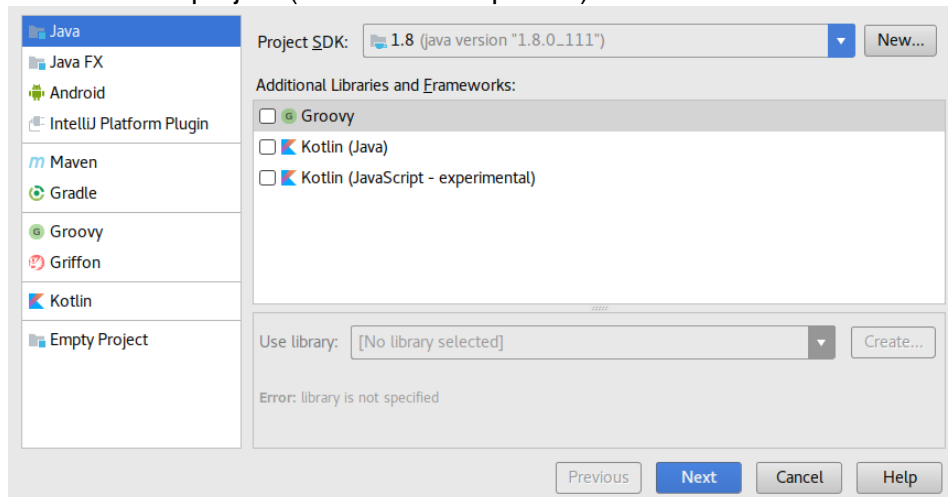 Java
Java FX
Android
IntelliJ Platform Plugin
Maven
Gradle
Groovy
Griffon
Kotlin
Empty Project
Project SDK: 1.8 (java version "1.8.0_111") New...
Additional Libraries and Frameworks:
Groovy
Kotlin (Java)
Kotlin (JavaScript - experimental)
Use library: [No library selected] Create...
Error: library is not specified
Previous Next Cancel Help